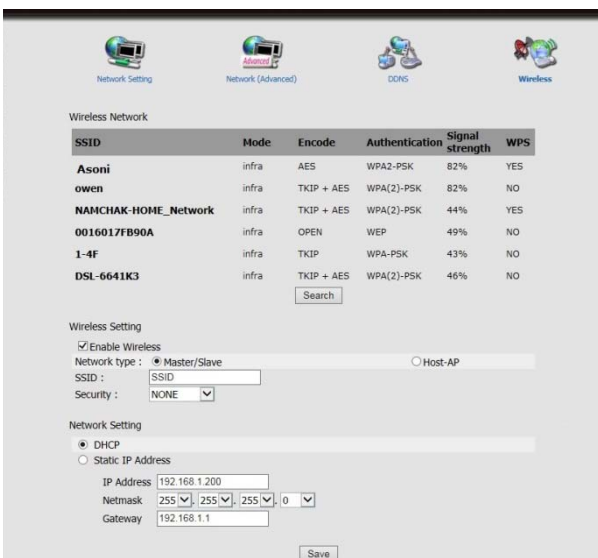 Advanced
Network Setting Network (Advanced) DDNS Wireless
Wireless Network
SSID Mode Encode Authentication Signal strength WPS
Asoni infra AES WPA2-PSK 82% YES
owen infra TKIP + AES WPA(2)-PSK 82% NO
NAMCHAK-HOME_Network infra TKIP + AES WPA(2)-PSK 44% YES
0016017FB90A infra OPEN WEP 49% NO
1-4F infra TKIP WPA-PSK 43% NO
DSL-6641K3 infra TKIP + AES WPA(2)-PSK 46% NO
Search
Wireless Setting
Enable Wireless
Network type : Master/Slave Host-AP
SSID : SSID
Security : NONE
Network Setting
DHCP
Static IP Address
IP Address 192.168.1.200
Netmask 255 . 255 . 255 . 0
Gateway 192.168.1.1
Save